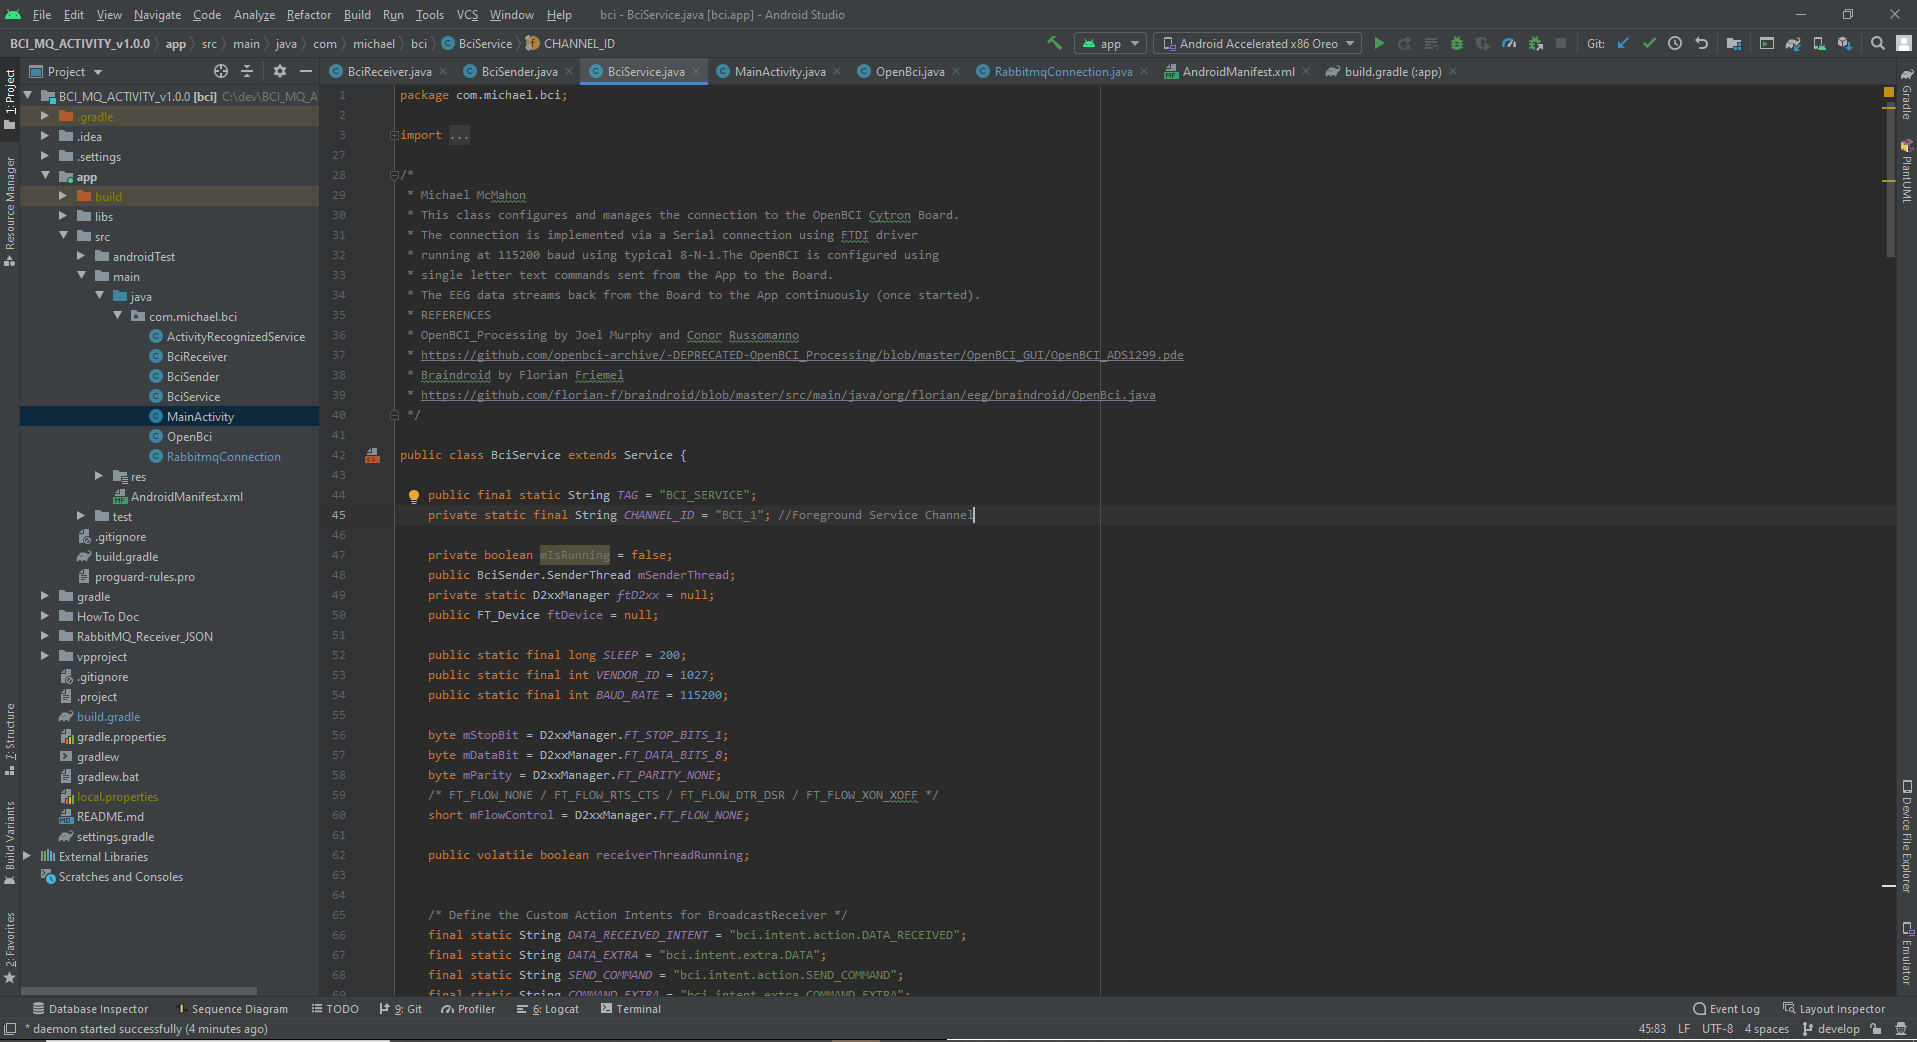 File Edit View Navigate Code Analyze Refactor Build Run Tools VCS Window Help bci - BciService.java [bci.app] - Android Studio
BCI_MQ_ACTIVITY_v1.0.0 app src main java com michael bci BciService CHANNEL_ID app Android Accelerated x86 Oreo Git:
Project
BciReceiver.java BciSender.java BciService.java MainActivity.java OpenBci.java RabbitmqConnection.java AndroidManifest.xml build.gradle (:app)
1: Project
Resource Manager
7: Structure
Build Variants
2: Favorites
BCI_MQ_ACTIVITY_v1.0.0 [bci] C:\dev\BCI_MQ_A
.gradle
.idea
.settings
app
build
libs
src
androidTest
main
java
com.michael.bci
ActivityRecognizedService
BciReceiver
BciSender
BciService
MainActivity
OpenBci
RabbitmqConnection
res
AndroidManifest.xml
test
.gitignore
build.gradle
proguard-rules.pro
gradle
HowTo Doc
RabbitMQ_Receiver_JSON
vpproject
.gitignore
.project
build.gradle
gradle.properties
gradlew
gradlew.bat
local.properties
README.md
settings.gradle
External Libraries
Scratches and Consoles
1 package com.michael.bci;
2
3 import ...
27
28 /*
29 * Michael McMahon
30 * This class configures and manages the connection to the OpenBCI Cytron Board.
31 * The connection is implemented via a Serial connection using FTDI driver
32 * running at 115200 baud using typical 8-N-1.The OpenBCI is configured using
33 * single letter text commands sent from the App to the Board.
34 * The EEG data streams back from the Board to the App continuously (once started).
35 * REFERENCES
36 * OpenBCI_Processing by Joel Murphy and Conor Russomanno
37 * https://github.com/openbci-archive/-DEPRECATED-OpenBCI_Processing/blob/master/OpenBCI_GUI/OpenBCI_ADS1299.pde
38 * Braindroid by Florian Friemel
39 * https://github.com/florian-f/braindroid/blob/master/src/main/java/org/florian/eeg/braindroid/OpenBci.java
40 */
41
42 public class BciService extends Service {
43
44 public final static String TAG = "BCI_SERVICE";
45 private static final String CHANNEL_ID = "BCI_1"; //Foreground Service Channel
46
47 private boolean mIsRunning = false;
48 public BciSender.SenderThread mSenderThread;
49 private static D2xxManager ftD2xx = null;
50 public FT_Device ftDevice = null;
51
52 public static final long SLEEP = 200;
53 public static final int VENDOR_ID = 1027;
54 public static final int BAUD_RATE = 115200;
55
56 byte mStopBit = D2xxManager.FT_STOP_BITS_1;
57 byte mDataBit = D2xxManager.FT_DATA_BITS_8;
58 byte mParity = D2xxManager.FT_PARITY_NONE;
59 /* FT_FLOW_NONE / FT_FLOW_RTS_CTS / FT_FLOW_DTR_DSR / FT_FLOW_XON_XOFF */
60 short mFlowControl = D2xxManager.FT_FLOW_NONE;
61
62 public volatile boolean receiverThreadRunning;
63
64
65 /* Define the Custom Action Intents for BroadcastReceiver */
66 final static String DATA_RECEIVED_INTENT = "bci.intent.action.DATA_RECEIVED";
67 final static String DATA_EXTRA = "bci.intent.extra.DATA";
68 final static String SEND_COMMAND = "bci.intent.action.SEND_COMMAND";
69 final static String COMMAND_EXTRA = "bci.intent.extra.COMMAND_EXTRA";
Gradle
PlantUML
Device File Explorer
Emulator
Database Inspector Sequence Diagram TODO 9: Git Profiler 6: Logcat Terminal Event Log Layout Inspector
* daemon started successfully (4 minutes ago) 45:83 LF UTF-8 4 spaces develop